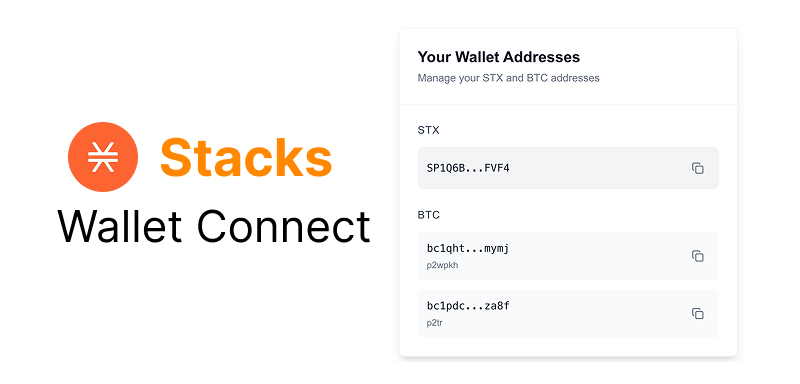 Stacks
Wallet Connect
Your Wallet Addresses
Manage your STX and BTC addresses
STX
SP1Q6B...FVF4
BTC
bc1qht...mymj
p2wpkh
bc1pdc...za8f
p2tr